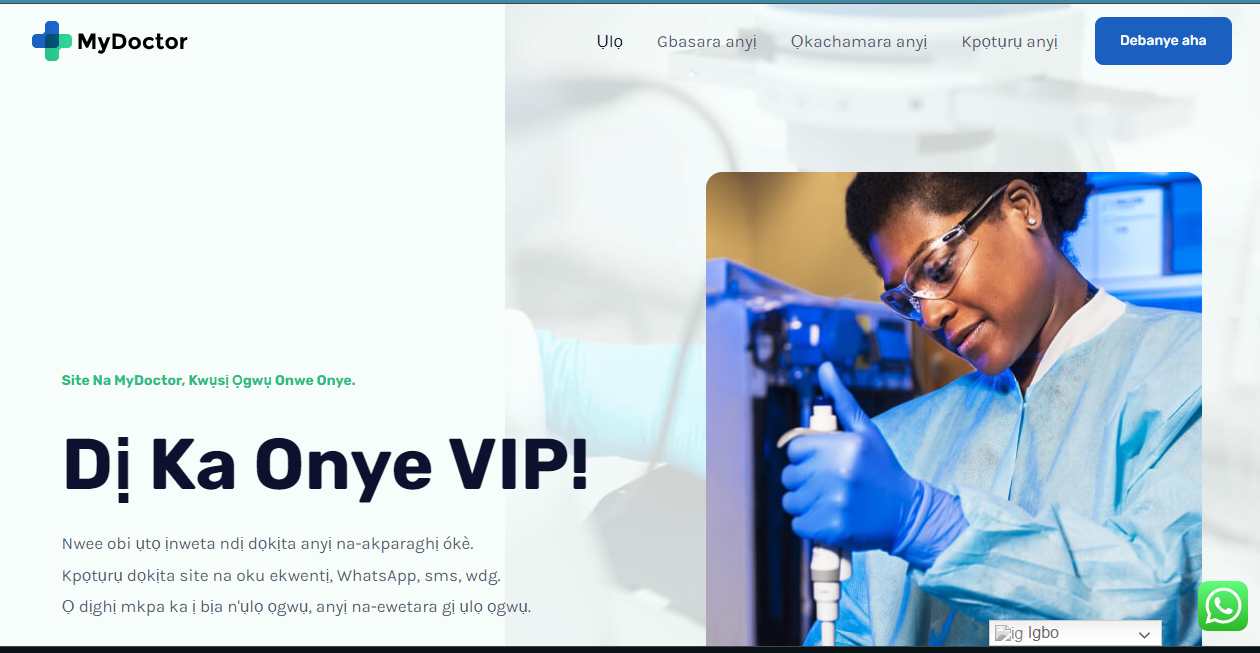 MyDoctor
Ụlọ
Gbasara anyị
Ọkachamara anyị
Kpọtụrụ anyị
Debanye aha
Site Na MyDoctor, Kwụsị Ọgwụ Onwe Onye.
Dị Ka Onye VIP!
Nwee obi ụtọ ịnweta ndị dọkịta anyị na-akparaghị ókè.
Kpọtụrụ dọkịta site na oku ekwentị, WhatsApp, sms, wdg.
Ọ dịghị mkpa ka ị bịa n'ụlọ ọgwụ, anyị na-ewetara gị ụlọ ọgwụ.
ig Igbo